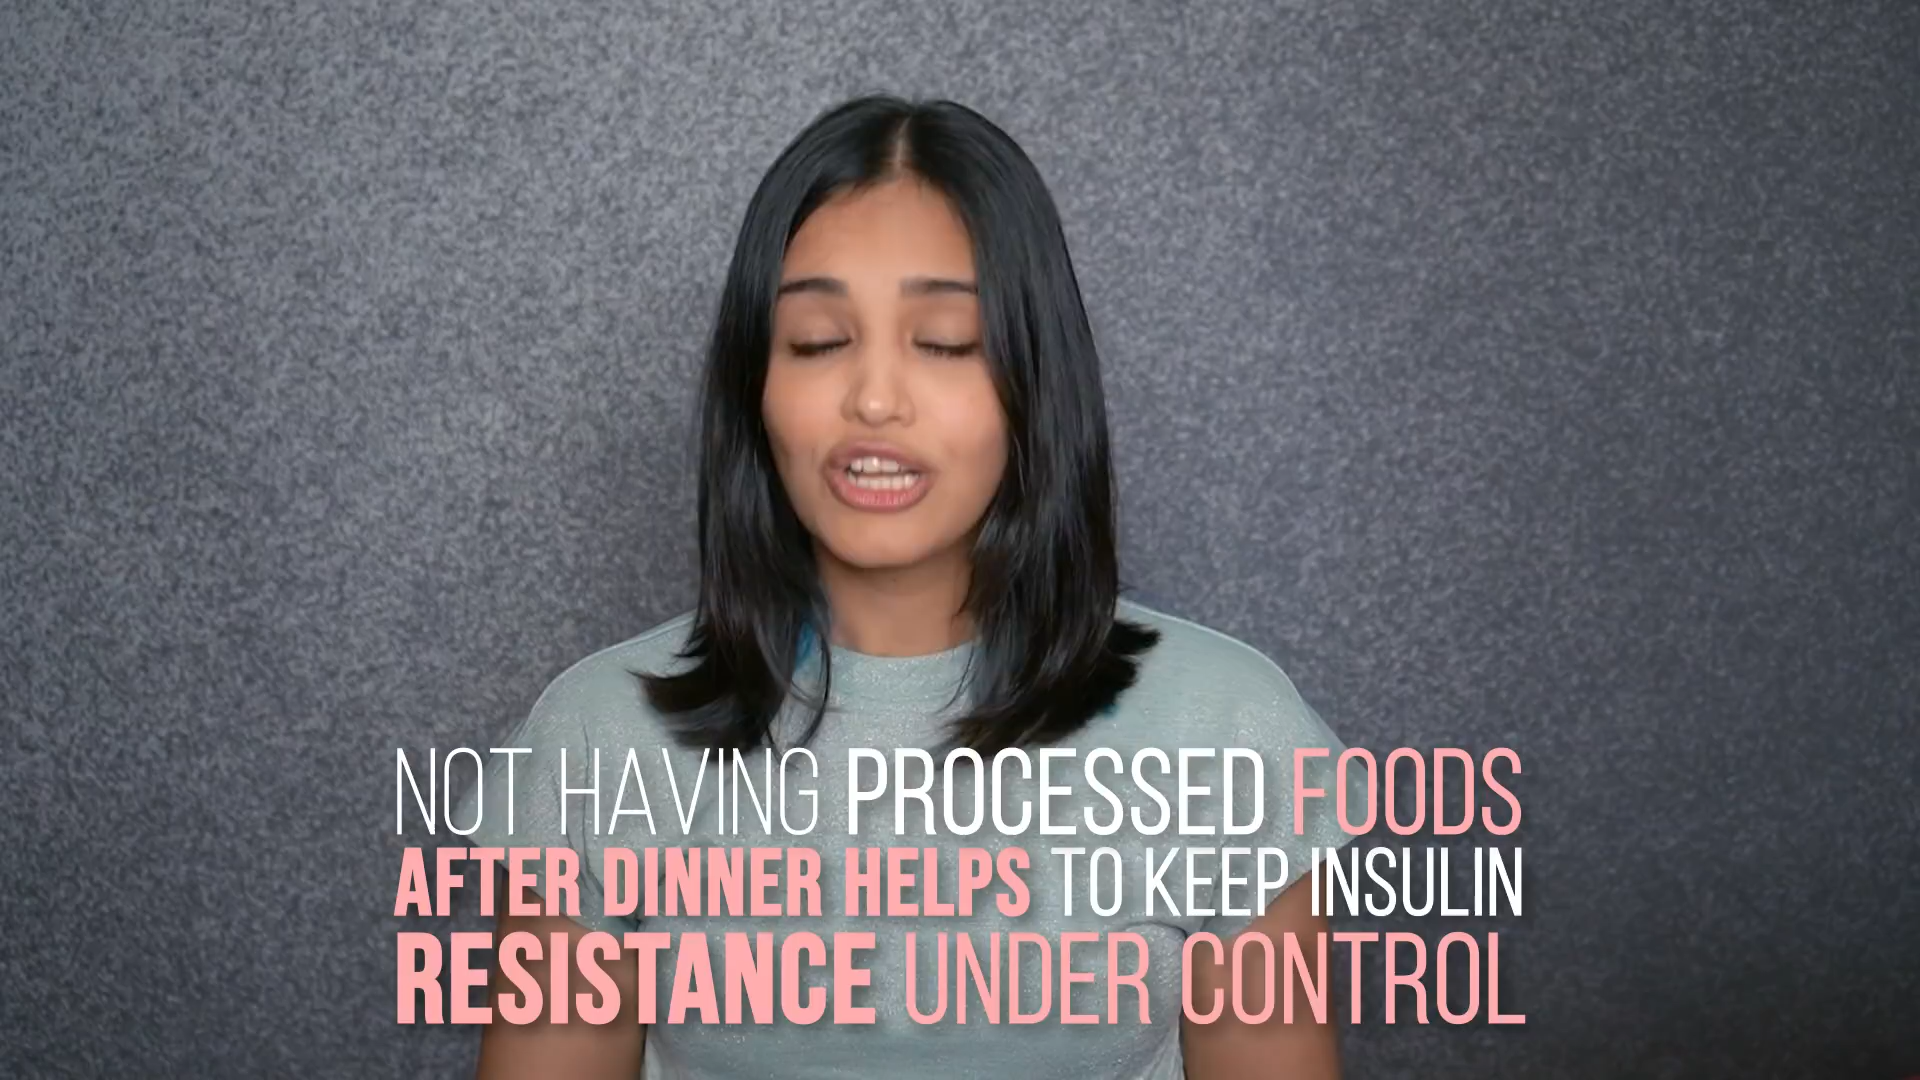 NOT HAVING PROCESSED FOODS
AFTER DINNER HELPS TO KEEP INSULIN
RESISTANCE UNDER CONTROL